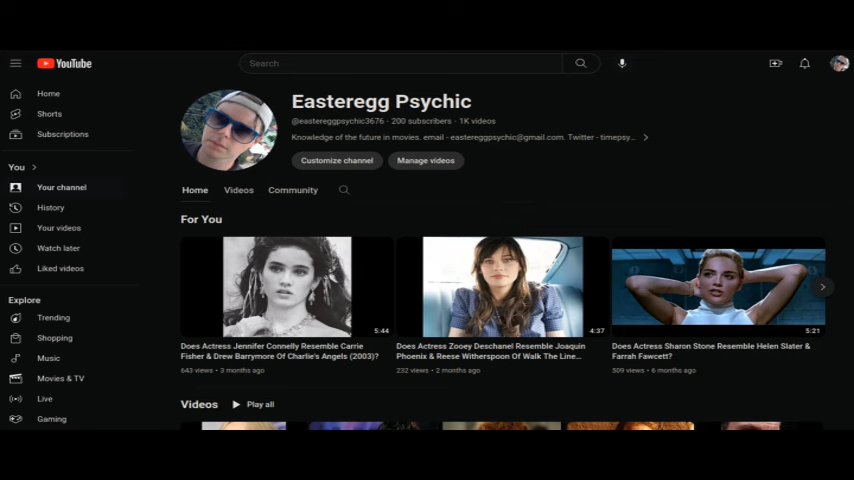 YouTube
Search
Home
Shorts
Subscriptions
You
Your channel
History
Your videos
Watch later
Liked videos
Explore
Trending
Shopping
Music
Movies & TV
Live
Gaming
Easteregg Psychic
@eastereggpsychic3676 · 200 subscribers · 1K videos
Knowledge of the future in movies. email - eastereggpsychic@gmail.com. Twitter - timepsy...
Customize channel Manage videos
Home Videos Community
For You
5:44
Does Actress Jennifer Connelly Resemble Carrie
Fisher & Drew Barrymore Of Charlie's Angels (2003)?
643 views • 3 months ago
4:37
Does Actress Zooey Deschanel Resemble Joaquin
Phoenix & Reese Witherspoon Of Walk The Line...
232 views • 2 months ago
5:21
Does Actress Sharon Stone Resemble Helen Slater &
Farrah Fawcett?
509 views • 6 months ago
Videos Play all